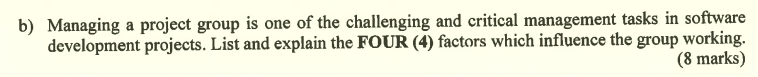 b) Managing a project group is one of the challenging and critical management tasks in software
development projects. List and explain the FOUR (4) factors which influence the group working.
(8 marks)